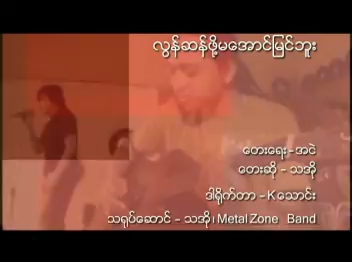 လွန်ဆန်ဖို့မအောင်မြင်ဘူး
တေးရေး - အငဲ
တေးဆို - သအို
ဒါရိုက်တာ - K သောင်း
သရုပ်ဆောင် - သအို ၊ Metal Zone Band